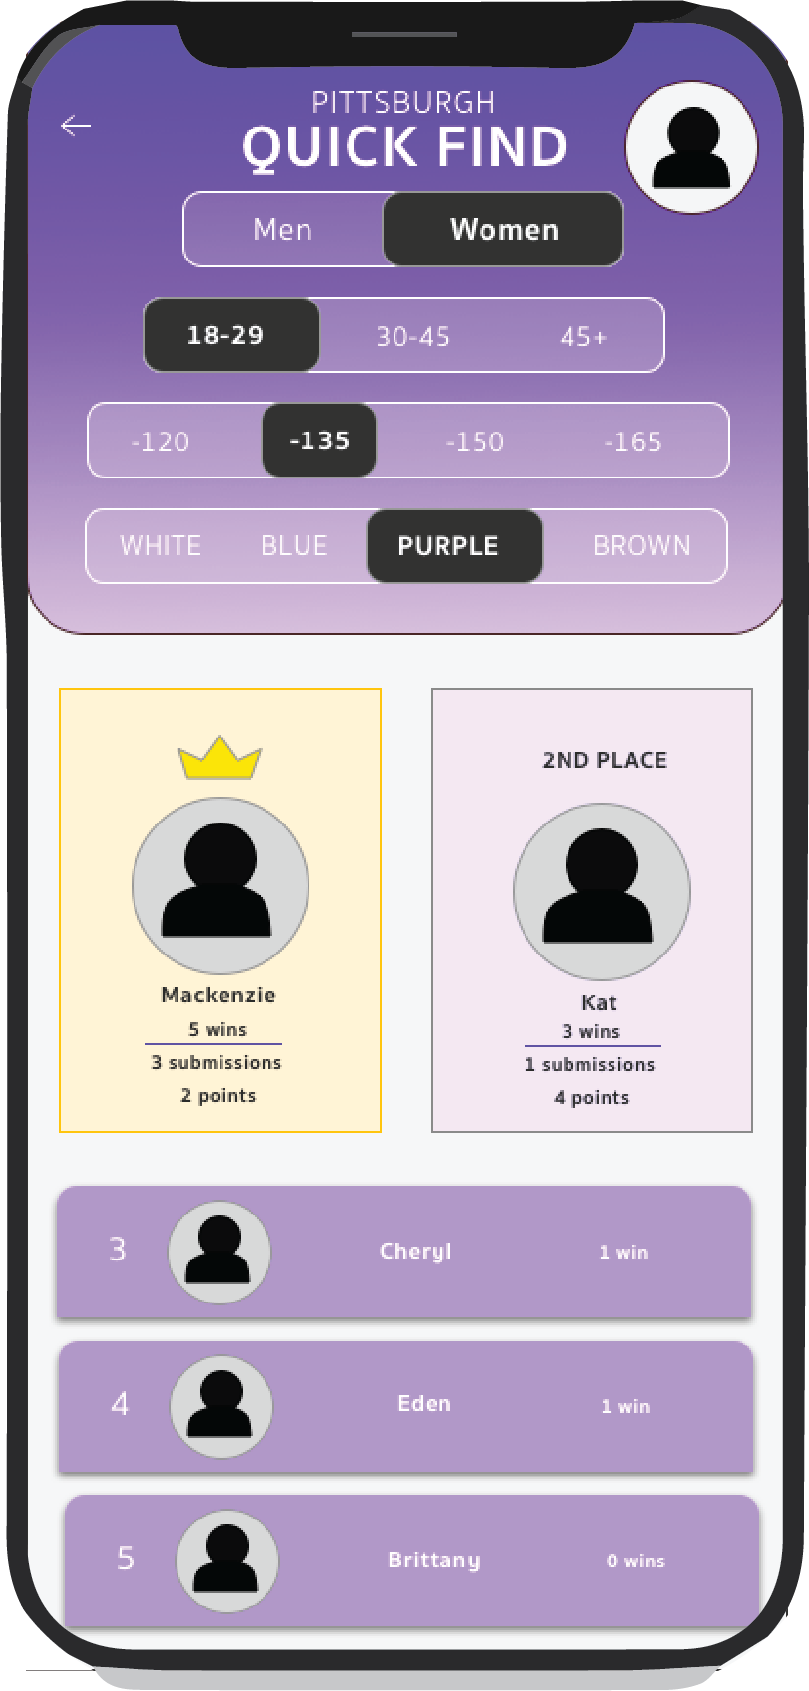 PITTSBURGH
QUICK FIND
Men Women
18-29 30-45 45+
-120 -135 -150 -165
WHITE BLUE PURPLE BROWN
2ND PLACE
Mackenzie
5 wins
3 submissions
2 points
Kat
3 wins
1 submissions
4 points
3 Cheryl 1 win
4 Eden 1 win
5 Brittany 0 wins